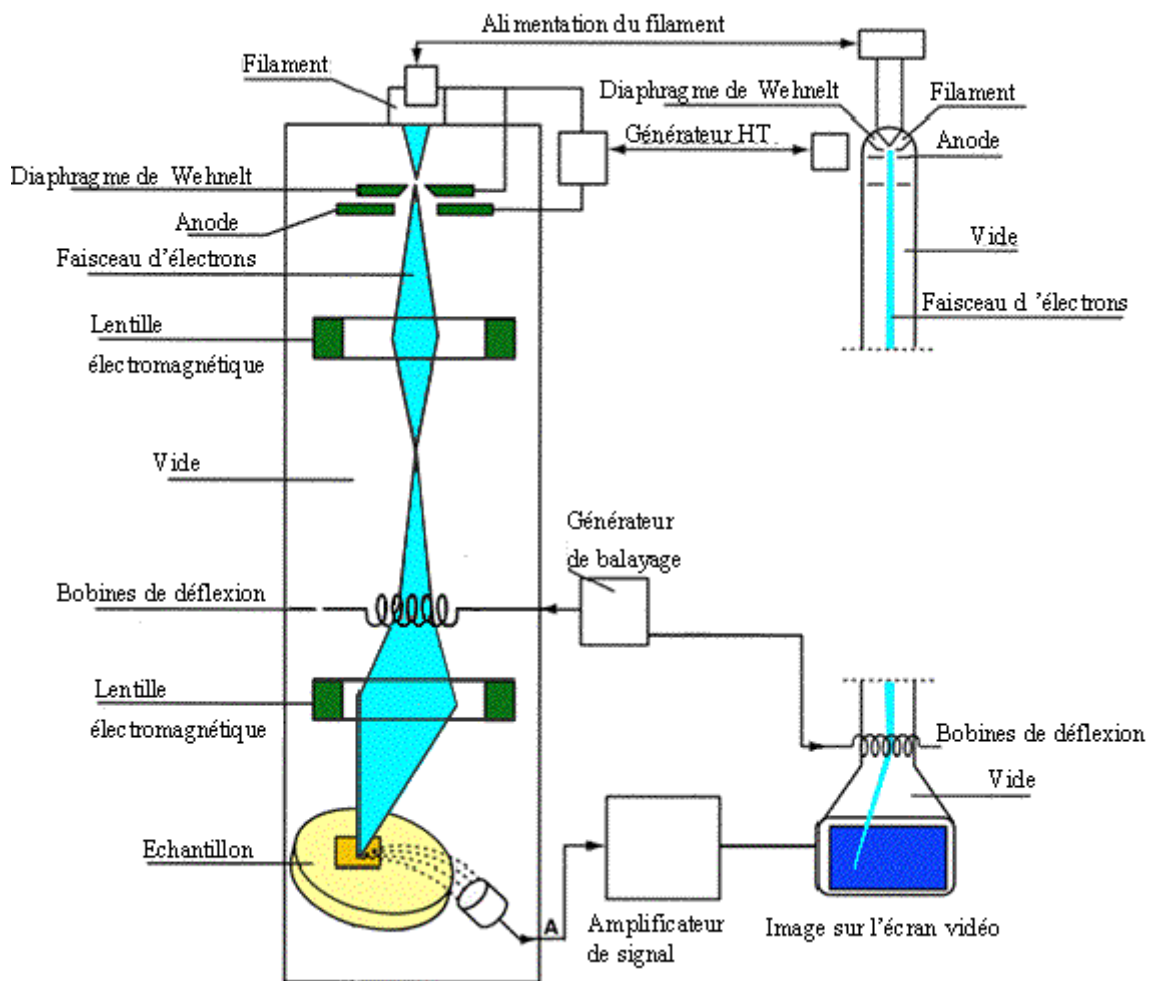 Alimentation du filament
Filament
Diaphragme de Wehnelt
Filament
Générateur HT
Anode
Diaphragme de Wehnelt
Anode
Vide
Faisceau d'électrons
Faisceau d 'électrons
Lentille
électromagnétique
Vide
Générateur
de balayage
Bobines de déflexion
Lentille
électromagnétique
Bobines de déflexion
Vide
Echantillon
A
Amplificateur
de signal
Image sur l'écran vidéo